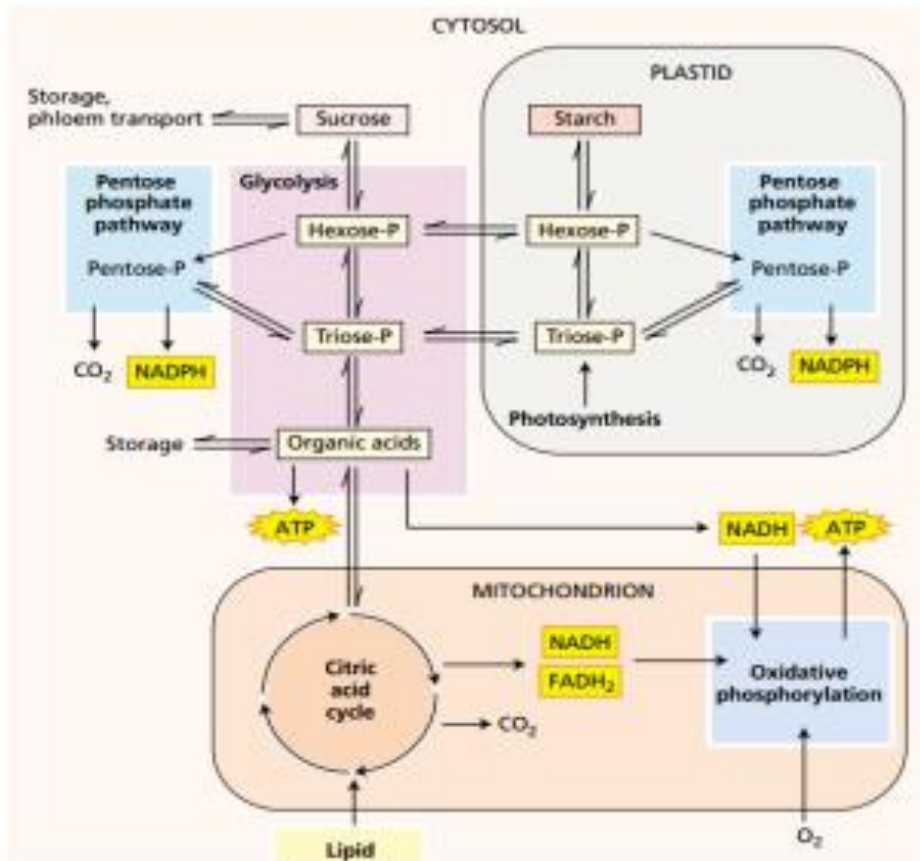 CYTOSOL
PLASTID
Storage,
phloem transport
Sucrose
Starch
Pentose
phosphate
pathway
Glycolysis
Pentose
phosphate
pathway
Hexose-P
Hexose-P
Pentose-P
Pentose-P
Triose-P
Triose-P
CO₂
NADPH
CO₂
NADPH
Photosynthesis
Storage
Organic acids
ATP
NADH
ATP
MITOCHONDRION
Citric
acid
cycle
NADH
FADH₂
CO₂
Oxidative
phosphorylation
O₂
Lipid